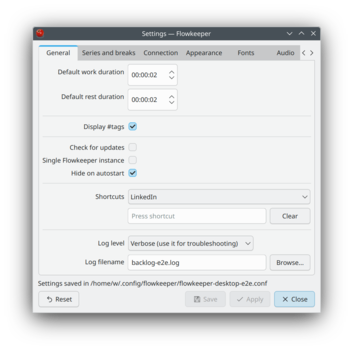 Settings — Flowkeeper
General Series and breaks Connection Appearance Fonts Audio
Default work duration 00:00:02
Default rest duration 00:00:02
Display #tags
Check for updates
Single Flowkeeper instance
Hide on autostart
Shortcuts LinkedIn
Press shortcut Clear
Log level Verbose (use it for troubleshooting)
Log filename backlog-e2e.log Browse...
Settings saved in /home/w/.config/flowkeeper/flowkeeper-desktop-e2e.conf
Reset Save Apply Close